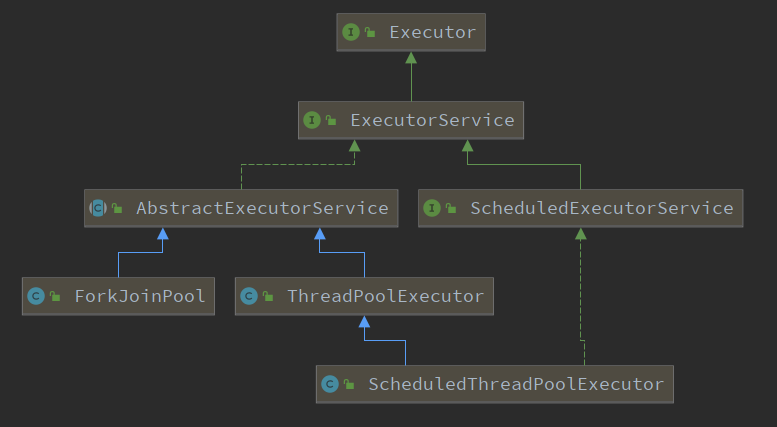 Executor
ExecutorService
AbstractExecutorService
ScheduledExecutorService
ForkJoinPool
ThreadPoolExecutor
ScheduledThreadPoolExecutor